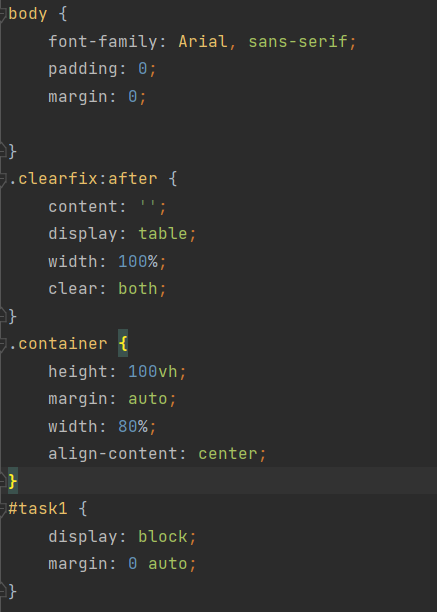 body {
    font-family: Arial, sans-serif;
    padding: 0;
    margin: 0;

}
.clearfix:after {
    content: '';
    display: table;
    width: 100%;
    clear: both;
}
.container {
    height: 100vh;
    margin: auto;
    width: 80%;
    align-content: center;
}
#task1 {
    display: block;
    margin: 0 auto;
}